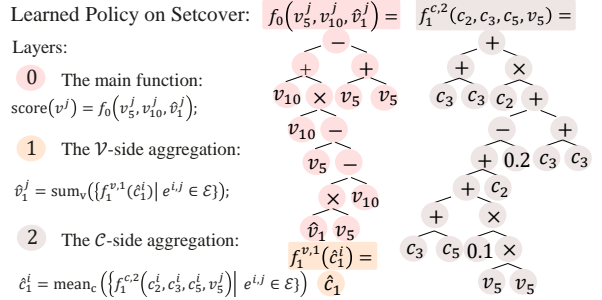 Learned Policy on Setcover: f_0(v_5^j, v_10^j, v̂_1^j) = f_1^{c,2}(c_2, c_3, c_5, v_5) =
Layers:
0 The main function:
score(v^j) = f_0(v_5^j, v_10^j, v̂_1^j);
1 The 𝒱-side aggregation:
v̂_1^j = sum_v({f_1^{v,1}(ĉ_1^i)| e^{i,j} ∈ ℰ});
2 The 𝒞-side aggregation:
ĉ_1^i = mean_c({f_1^{c,2}(c_2^i, c_3^i, c_5^i, v_5^j)| e^{i,j} ∈ ℰ})
−
+ +
v_10 × v_5 v_5
v_10 −
v_5 −
× v_10
v̂_1 v_5
f_1^{v,1}(ĉ_1^i) =
ĉ_1
+
+ ×
c_3 c_3 c_2 +
− +
+ 0.2 c_3 c_3
+ c_2
+ ×
c_3 c_5 0.1 ×
v_5 v_5